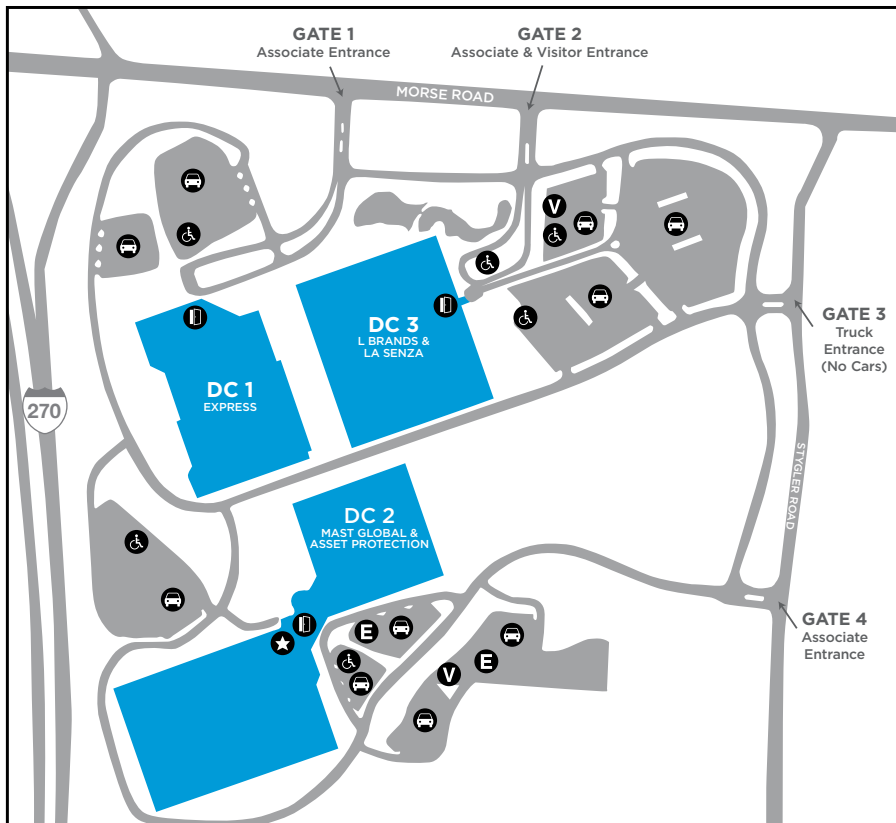 GATE 1
Associate Entrance
GATE 2
Associate & Visitor Entrance
MORSE ROAD
V
DC 3
L BRANDS &
LA SENZA
GATE 3
Truck
Entrance
(No Cars)
DC 1
EXPRESS
270
STYGLER ROAD
DC 2
MAST GLOBAL &
ASSET PROTECTION
GATE 4
Associate
Entrance
E
V
E